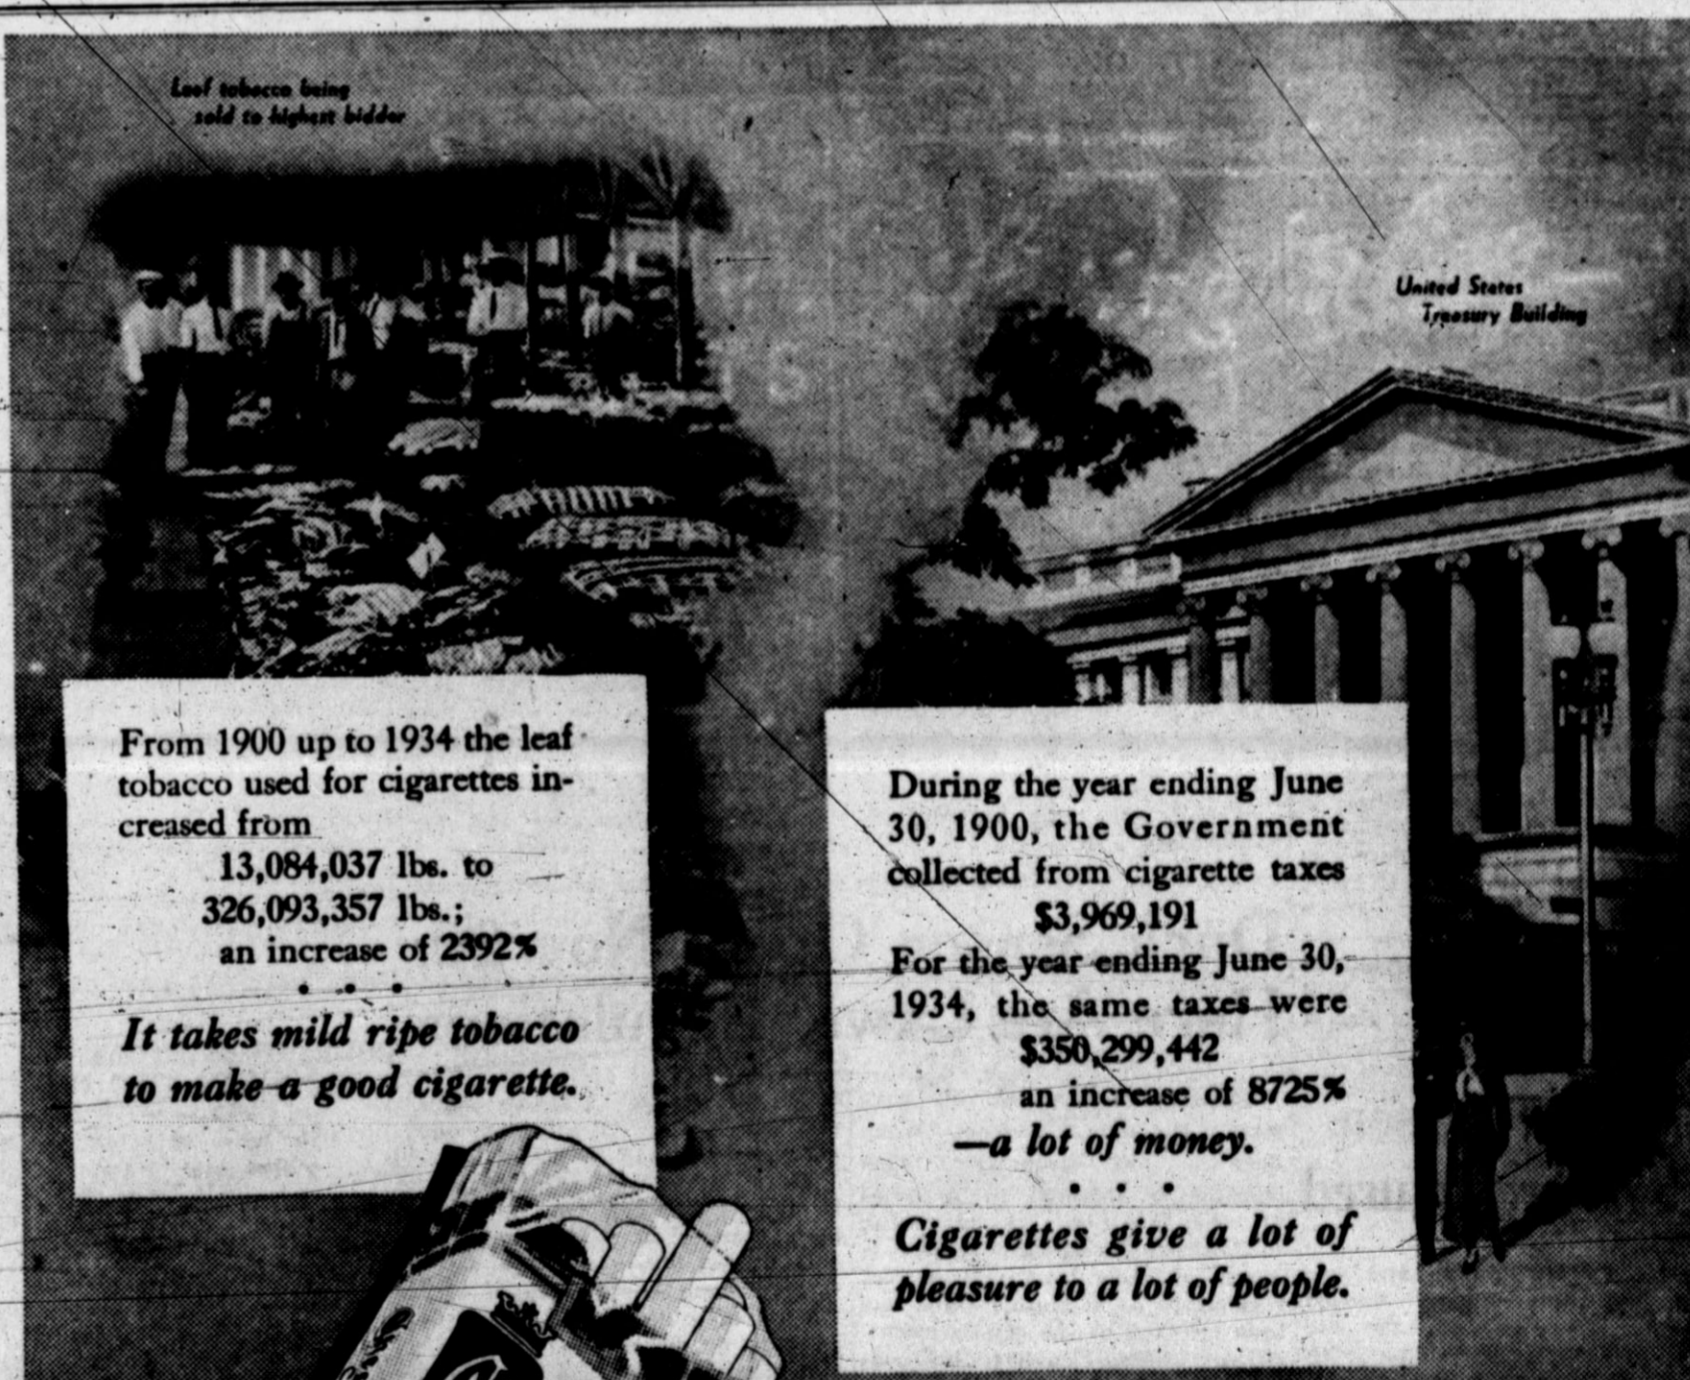 Leaf tobacco being
sold to highest bidder
United States
Treasury Building
From 1900 up to 1934 the leaf
tobacco used for cigarettes in-
creased from
13,084,037 lbs. to
326,093,357 lbs.;
an increase of 2392%
• • •
It takes mild ripe tobacco
to make a good cigarette.
During the year ending June
30, 1900, the Government
collected from cigarette taxes
$3,969,191
For the year ending June 30,
1934, the same taxes were
$350,299,442
an increase of 8725%
—a lot of money.
• • •
Cigarettes give a lot of
pleasure to a lot of people.